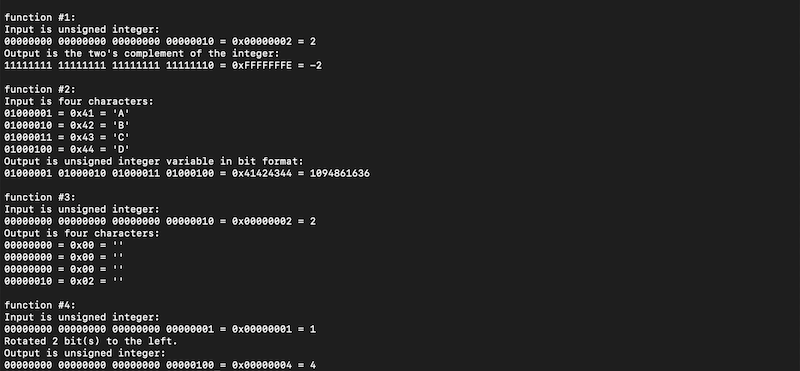 function #1:
Input is unsigned integer:
00000000 00000000 00000000 00000010 = 0x00000002 = 2
Output is the two's complement of the integer:
11111111 11111111 11111111 11111110 = 0xFFFFFFFE = -2
function #2:
Input is four characters:
01000001 = 0x41 = 'A'
01000010 = 0x42 = 'B'
01000011 = 0x43 = 'C'
01000100 = 0x44 = 'D'
Output is unsigned integer variable in bit format:
01000001 01000010 01000011 01000100 = 0x41424344 = 1094861636
function #3:
Input is unsigned integer:
00000000 00000000 00000000 00000010 = 0x00000002 = 2
Output is four characters:
00000000 = 0x00 = ''
00000000 = 0x00 = ''
00000000 = 0x00 = ''
00000010 = 0x02 = ''
function #4:
Input is unsigned integer:
00000000 00000000 00000000 00000001 = 0x00000001 = 1
Rotated 2 bit(s) to the left.
Output is unsigned integer:
00000000 00000000 00000000 00000100 = 0x00000004 = 4